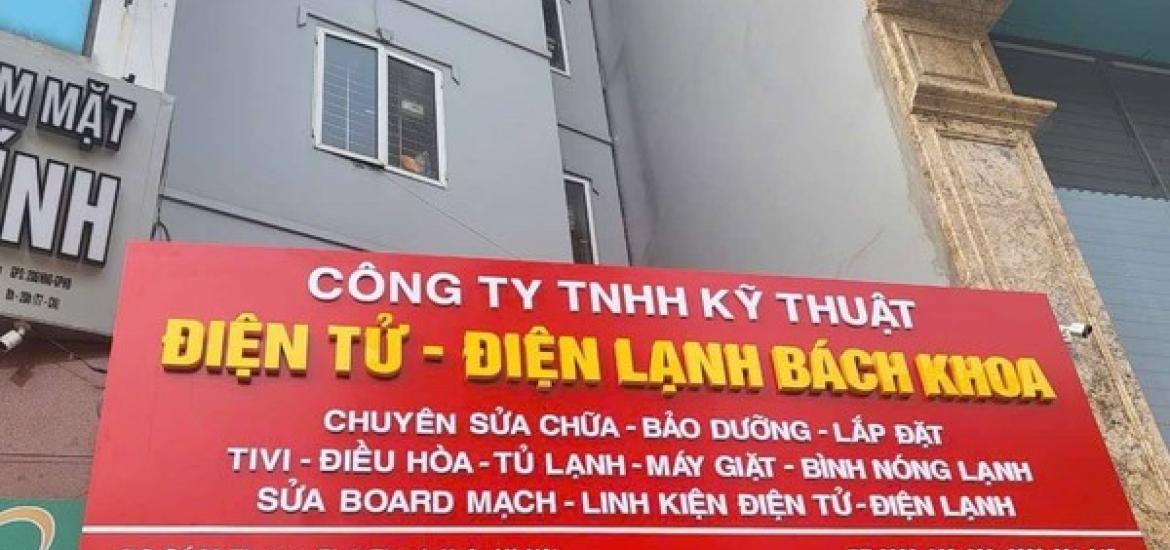 M MẶT
ÁNH
CÔNG TY TNHH KỸ THUẬT
ĐIỆN TỬ - ĐIỆN LẠNH BÁCH KHOA
CHUYÊN SỬA CHỮA - BẢO DƯỠNG - LẮP ĐẶT
TIVI - ĐIỀU HÒA - TỦ LẠNH - MÁY GIẶT - BÌNH NÓNG LẠNH
SỬA BOARD MẠCH - LINH KIỆN ĐIỆN TỬ - ĐIỆN LẠNH